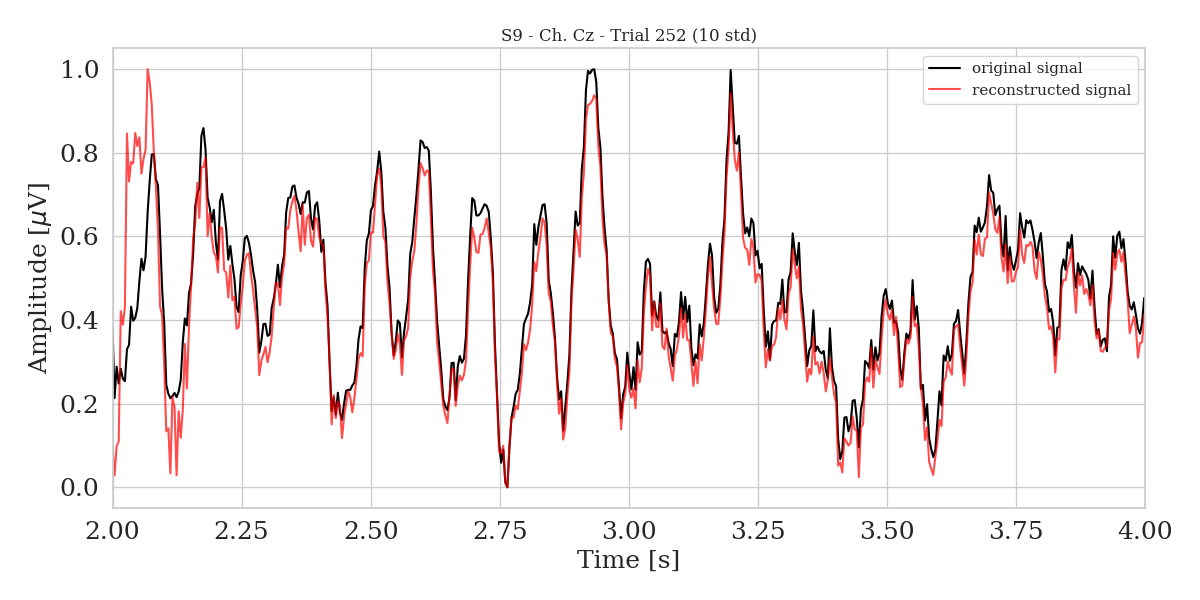 S9 - Ch. Cz - Trial 252 (10 std)
original signal
reconstructed signal
Amplitude [μV]
1.0
0.8
0.6
0.4
0.2
0.0
2.00 2.25 2.50 2.75 3.00 3.25 3.50 3.75 4.00
Time [s]